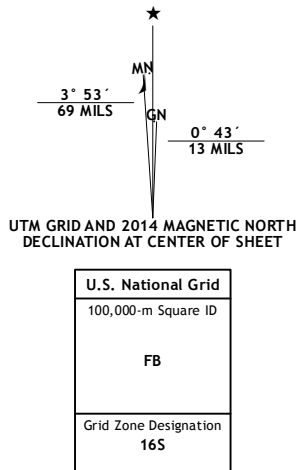 MN
3° 53´
69 MILS
GN
0° 43´
13 MILS
UTM GRID AND 2014 MAGNETIC NORTH
DECLINATION AT CENTER OF SHEET
U.S. National Grid
100,000-m Square ID
FB
Grid Zone Designation
16S